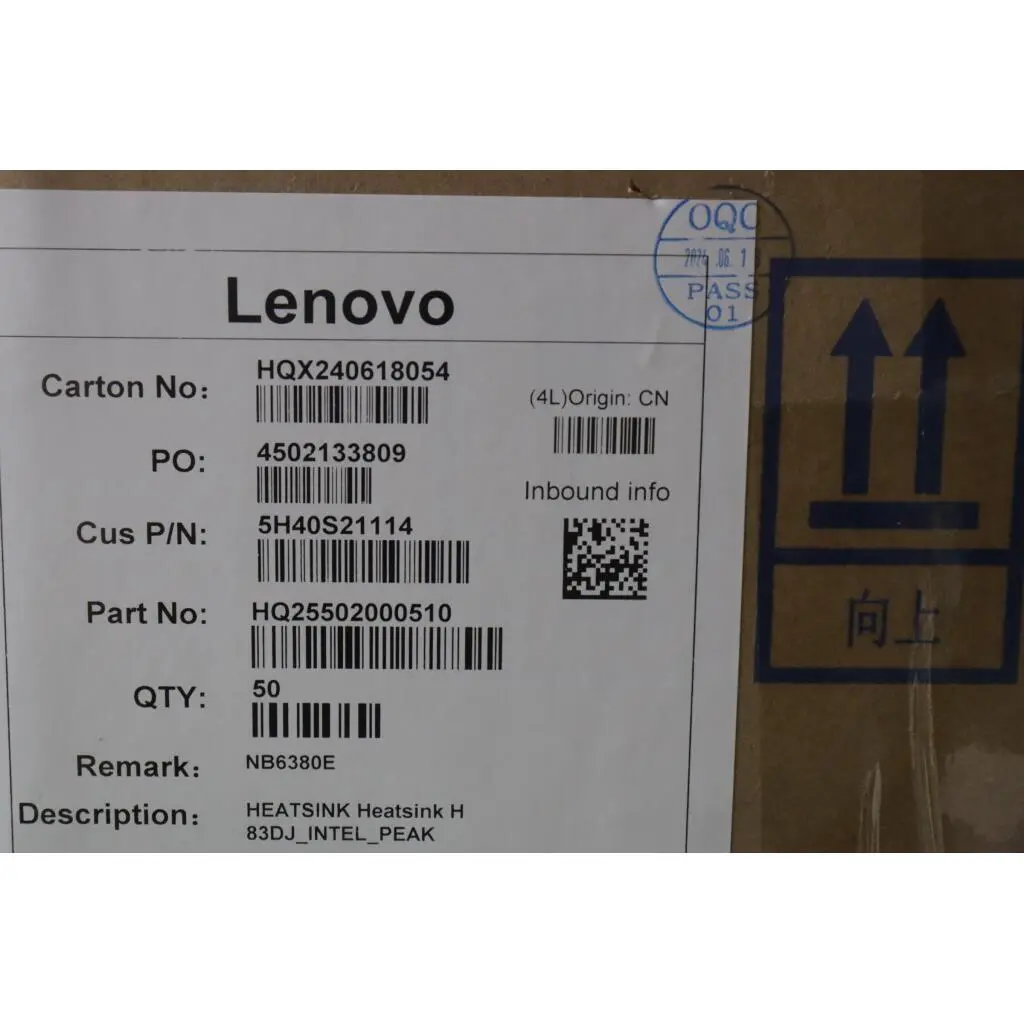 OQC
PASS
01
Lenovo
Carton No: HQX240618054
(4L)Origin: CN
PO: 4502133809
Inbound info
Cus P/N: 5H40S21114
Part No: HQ25502000510
QTY: 50
Remark: NB6380E
Description: HEATSINK Heatsink H
83DJ_INTEL_PEAK
向上